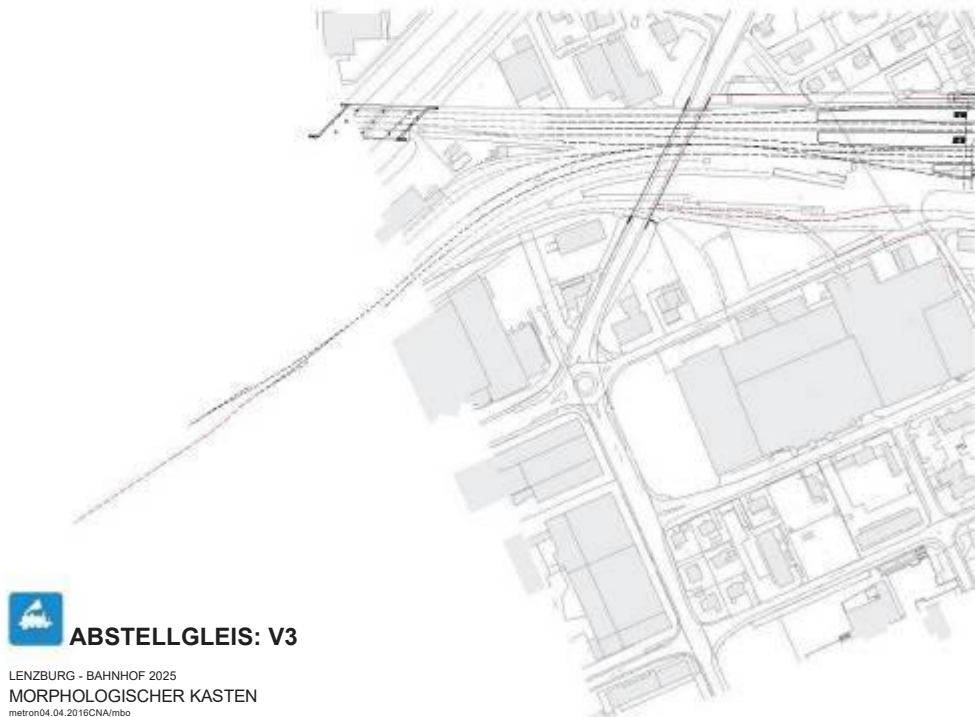 ABSTELLGLEIS: V3
LENZBURG - BAHNHOF 2025
MORPHOLOGISCHER KASTEN
metron04.04.2016CNA/mbo